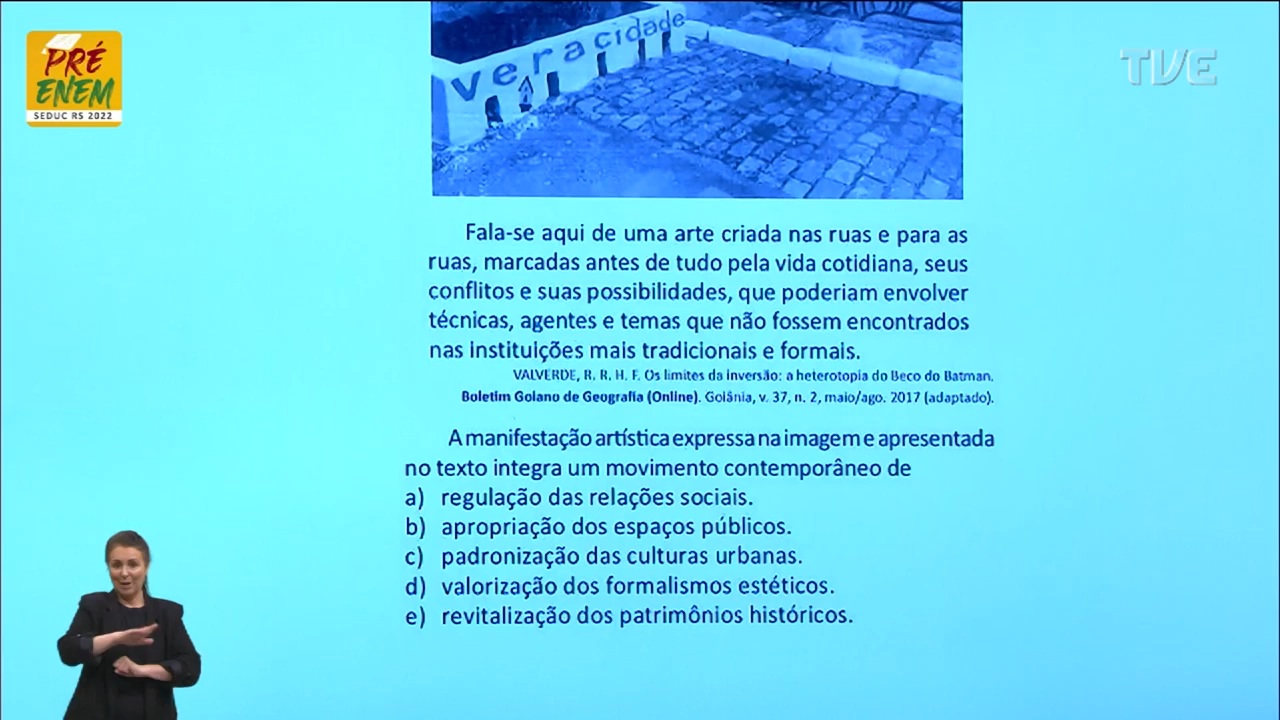 PRÉ
ENEM
SEDUC RS 2022
TVE
veracidade
Fala-se aqui de uma arte criada nas ruas e para as
ruas, marcadas antes de tudo pela vida cotidiana, seus
conflitos e suas possibilidades, que poderiam envolver
técnicas, agentes e temas que não fossem encontrados
nas instituições mais tradicionais e formais.
VALVERDE, R. R. H. F. Os limites da inversão: a heterotopia do Beco do Batman.
Boletim Goiano de Geografia (Online). Goiânia, v. 37, n. 2, maio/ago. 2017 (adaptado).
A manifestação artística expressa na imagem e apresentada
no texto integra um movimento contemporâneo de
a) regulação das relações sociais.
b) apropriação dos espaços públicos.
c) padronização das culturas urbanas.
d) valorização dos formalismos estéticos.
e) revitalização dos patrimônios históricos.